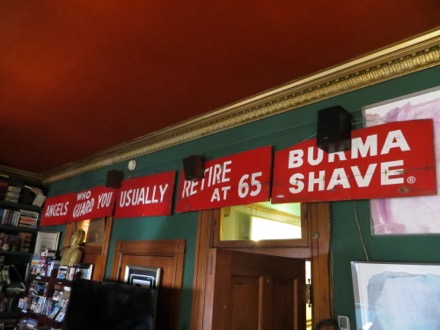 ANGELS WHO
GUARD YOU
USUALLY
RETIRE
AT 65
BURMA
SHAVE®